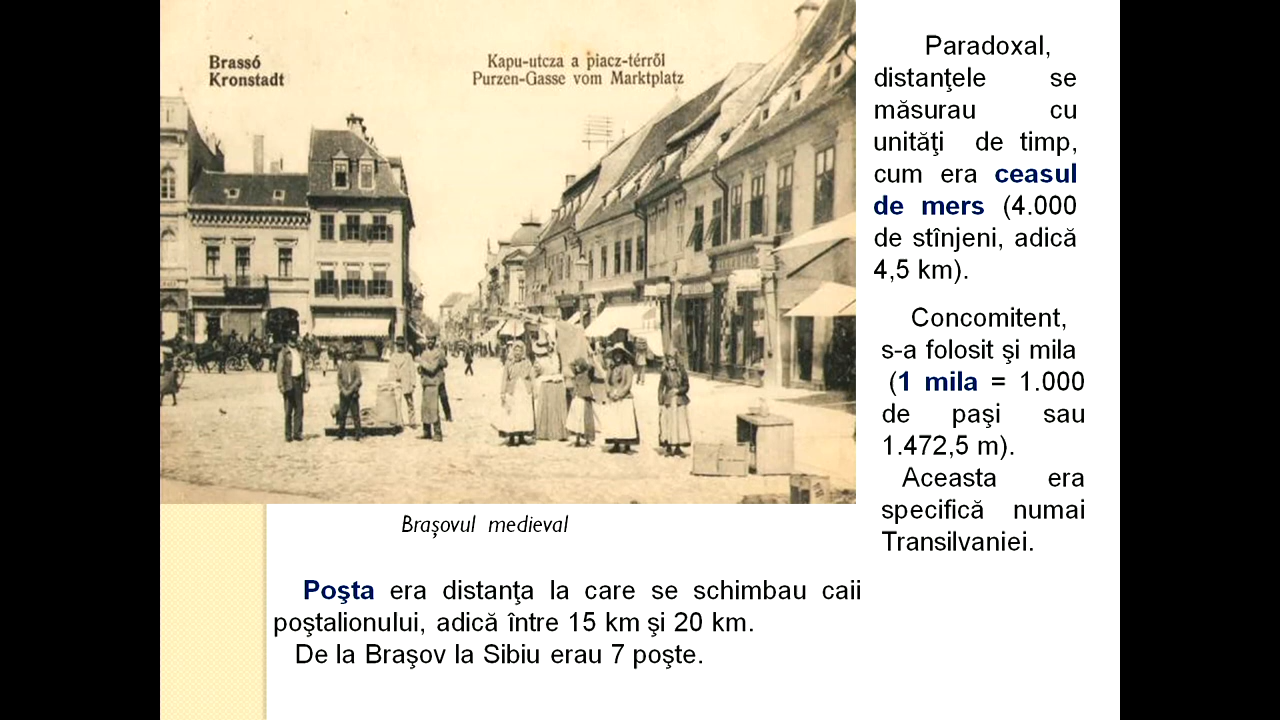 Brassó
Kronstadt
Kapu-utcza a piacz-térről
Purzen-Gasse vom Marktplatz
Paradoxal,
distanţele se
măsurau cu
unităţi de timp,
cum era ceasul
de mers (4.000
de stînjeni, adică
4,5 km).
Concomitent,
s-a folosit şi mila
(1 mila = 1.000
de paşi sau
1.472,5 m).
Aceasta era
specifică numai
Transilvaniei.
Braşovul medieval
Poşta era distanţa la care se schimbau caii
poştalionului, adică între 15 km şi 20 km.
De la Braşov la Sibiu erau 7 poşte.